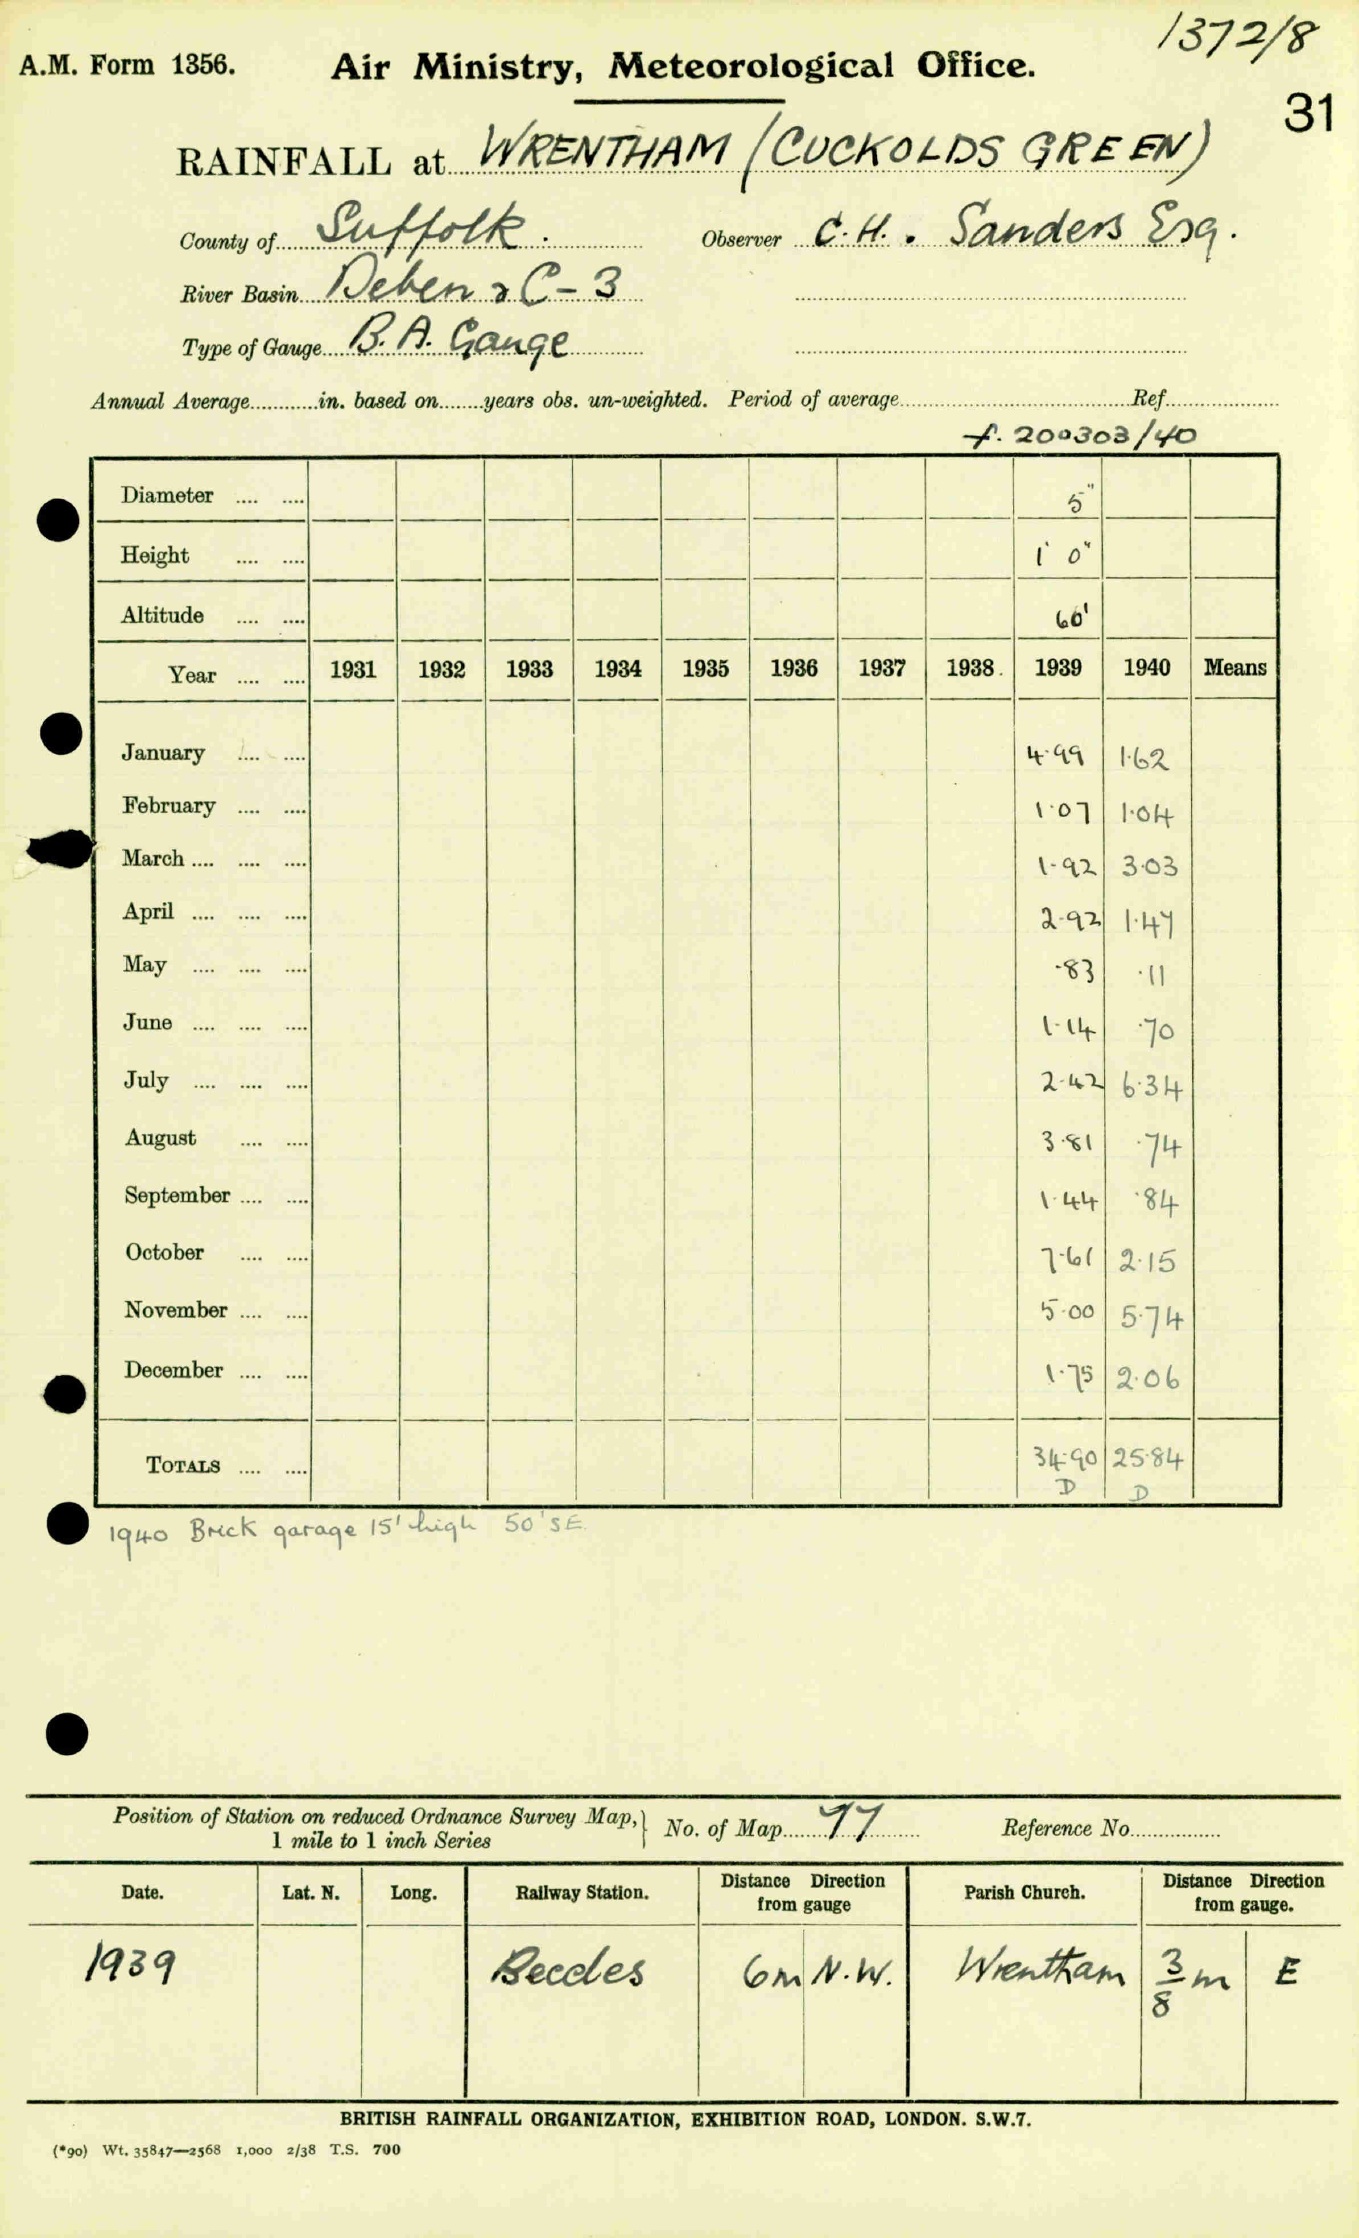 1372/8
A.M. Form 1356. Air Ministry, Meteorological Office.
31
RAINFALL at WRENTHAM (CUCKOLDS GREEN)
County of Suffolk. Observer C.H. Sanders Esq.
River Basin Deben & C-3
Type of Gauge B.A. Gauge
Annual Average............in. based on........years obs. un-weighted. Period of average............ Ref............
f. 200303/40
Diameter .... .... 5"
Height .... .... 1' 0"
Altitude .... .... 60'
Year .... .... 1931 1932 1933 1934 1935 1936 1937 1938. 1939 1940 Means
January .... .... 4.99 1.62
February .... .... 1.07 1.04
March .... .... .... 1.92 3.03
April .... .... .... 2.92 1.47
May .... .... .... .83 .11
June .... .... .... 1.14 .70
July .... .... .... 2.42 6.34
August .... .... 3.81 .74
September .... .... 1.44 .84
October .... .... 7.61 2.15
November .... .... 5.00 5.74
December .... .... 1.75 2.06
TOTALS .... .... 34.90 25.84
D D
1940 Brick garage 15' high 50' SE
Position of Station on reduced Ordnance Survey Map, No. of Map 77 Reference No.
1 mile to 1 inch Series
Date. Lat. N. Long. Railway Station. Distance Direction from gauge Parish Church. Distance Direction from gauge.
1939 Beccles 6m N.W. Wrentham 3/8 m E
BRITISH RAINFALL ORGANIZATION, EXHIBITION ROAD, LONDON. S.W.7.
(*90) Wt. 35847—2568 1,000 2/38 T.S. 700